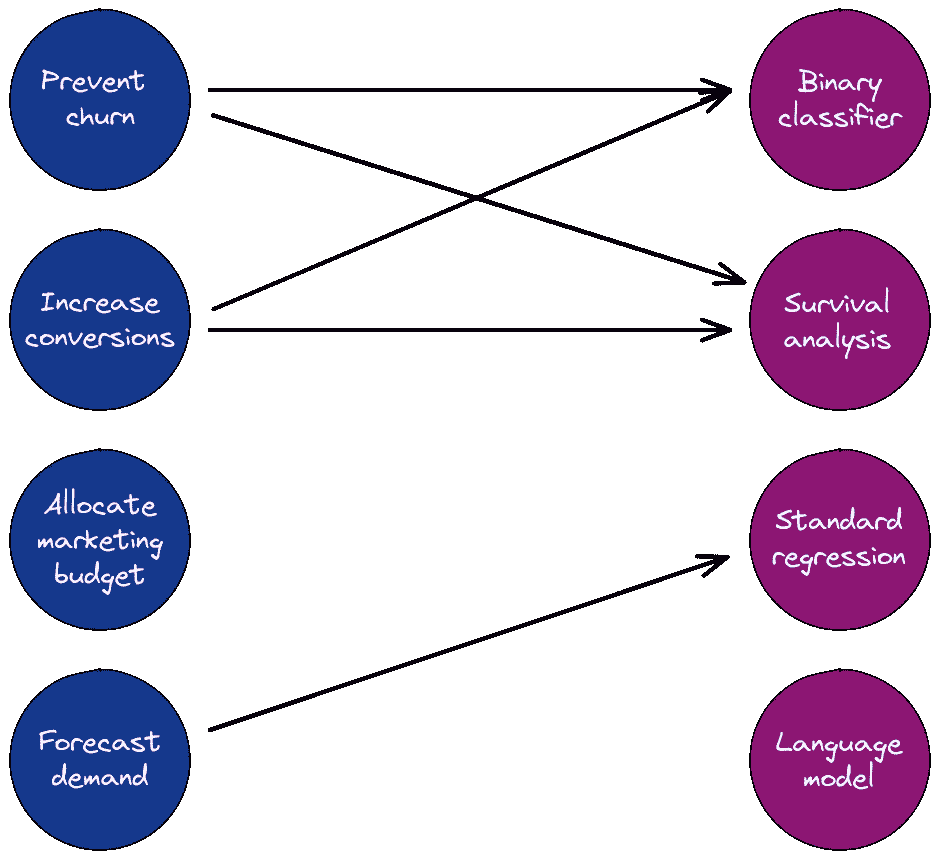 Prevent
churn
Binary
classifier
Increase
conversions
Survival
analysis
Allocate
marketing
budget
Standard
regression
Forecast
demand
Language
model